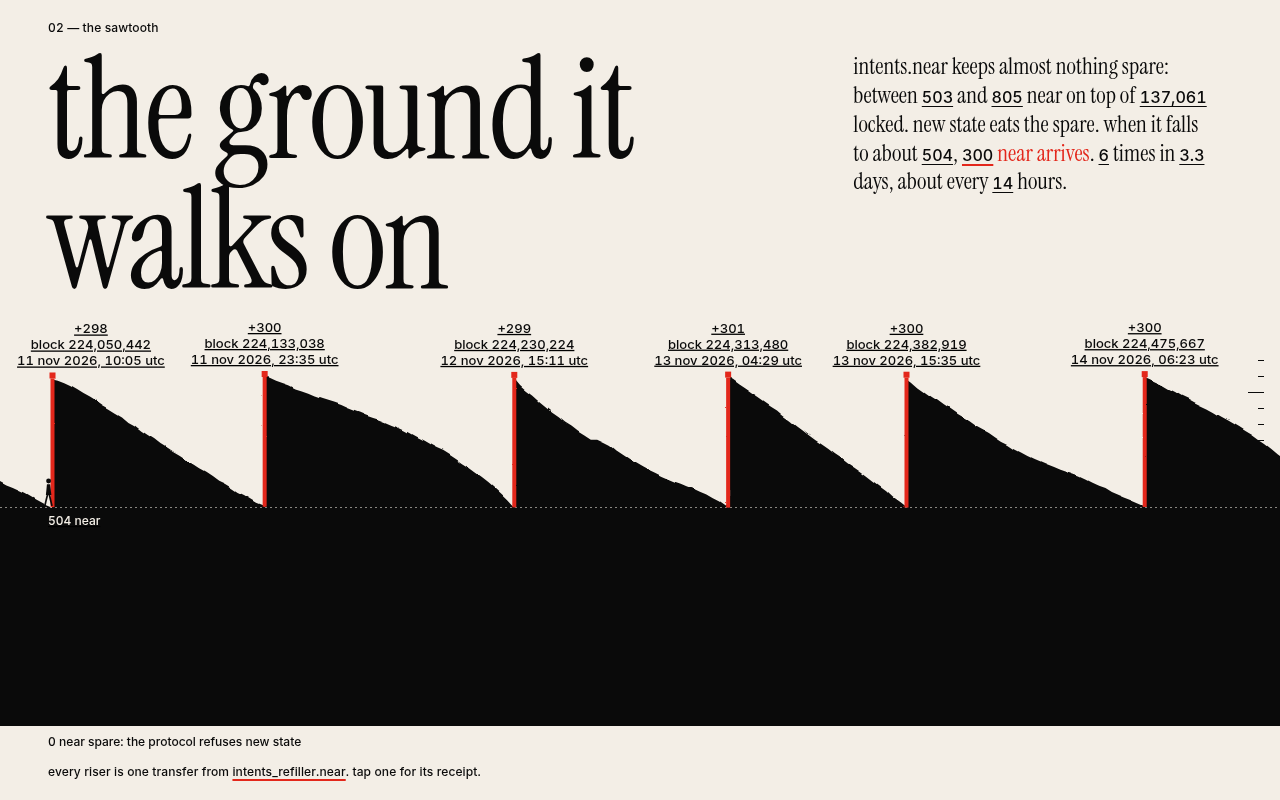 02 — the sawtooth
the ground it
walks on
intents.near keeps almost nothing spare:
between 503 and 805 near on top of 137,061
locked. new state eats the spare. when it falls
to about 504, 300 near arrives. 6 times in 3.3
days, about every 14 hours.
+298
block 224,050,442
11 nov 2026, 10:05 utc
+300
block 224,133,038
11 nov 2026, 23:35 utc
+299
block 224,230,224
12 nov 2026, 15:11 utc
+301
block 224,313,480
13 nov 2026, 04:29 utc
+300
block 224,382,919
13 nov 2026, 15:35 utc
+300
block 224,475,667
14 nov 2026, 06:23 utc
504 near
0 near spare: the protocol refuses new state
every riser is one transfer from intents_refiller.near. tap one for its receipt.